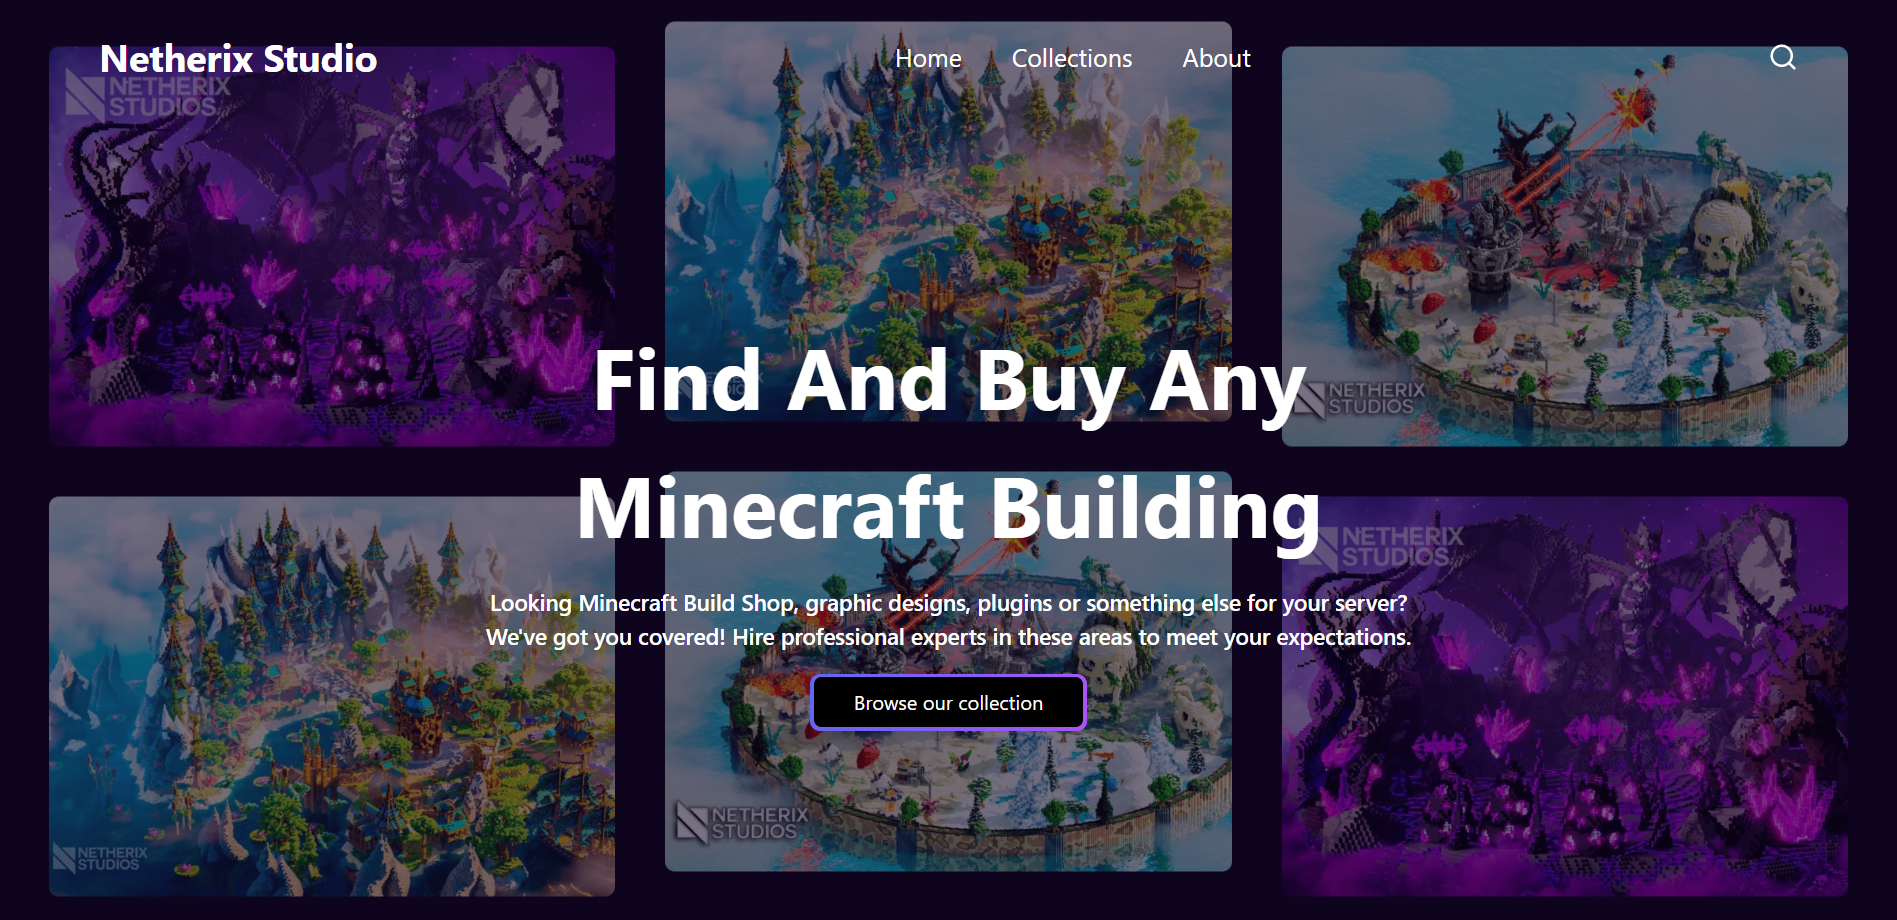 Netherix Studio
Home
Collections
About
NETHERIX
STUDIOS
NETHERIX
STUDIOS
Find And Buy Any
Minecraft Building
NETHERIX
STUDIOS
Looking Minecraft Build Shop, graphic designs, plugins or something else for your server?
We've got you covered! Hire professional experts in these areas to meet your expectations.
Browse our collection
NETHERIX
STUDIOS
NETHERIX
STUDIOS